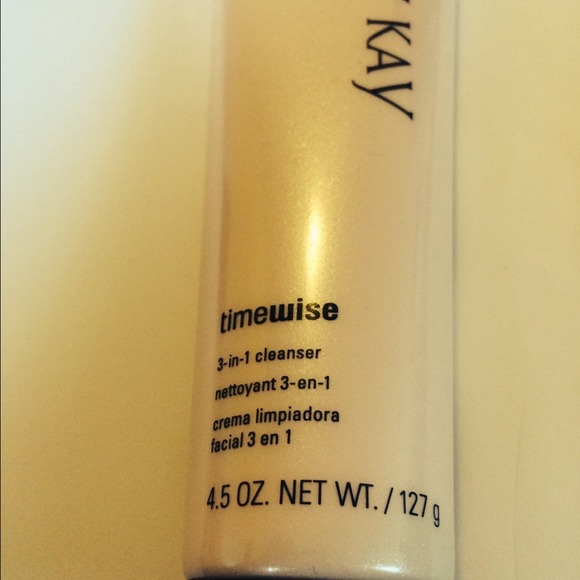 KAY
timewise
3-in-1 cleanser
nettoyant 3-en-1
crema limpiadora
facial 3 en 1
4.5 OZ. NET WT. / 127 g